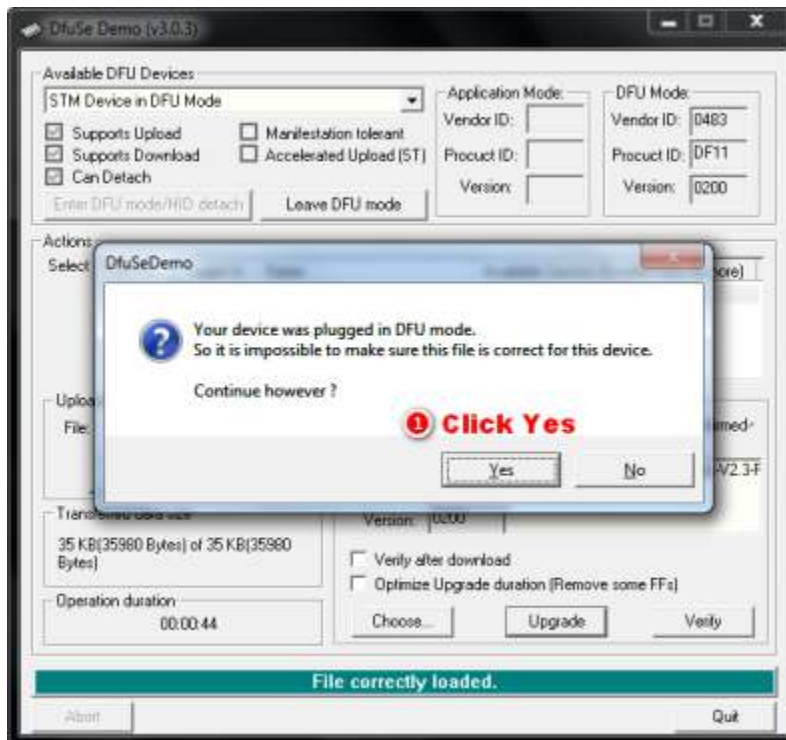 DfuSe Demo (v3.0.3)
Available DFU Devices
STM Device in DFU Mode
Supports Upload
Manifestation tolerant
Supports Download
Accelerated Upload (ST)
Can Detach
Enter DFU mode/HID detach
Leave DFU mode
Application Mode:
Vendor ID:
Procuct ID:
Version:
DFU Mode:
Vendor ID: 0483
Procuct ID: DF11
Version: 0200
Actions
Select
DfuSeDemo
Your device was plugged in DFU mode.
So it is impossible to make sure this file is correct for this device.
Continue however ?
1 Click Yes
Yes
No
File:
-V2.3-F
35 KB(35980 Bytes) of 35 KB(35980
Bytes)
Operation duration
00:00:44
Version: 0200
Verify after download
Optimize Upgrade duration (Remove some FFs)
Choose...
Upgrade
Verify
File correctly loaded.
Abort
Quit